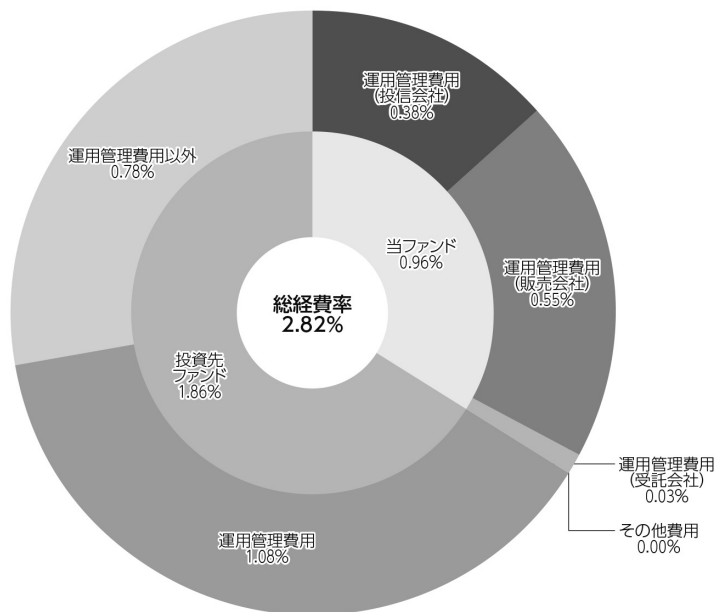 運用管理費用
(投信会社)
0.38%
運用管理費用以外
0.78%
当ファンド
0.96%
運用管理費用
(販売会社)
0.55%
総経費率
2.82%
投資先
ファンド
1.86%
運用管理費用
(受託会社)
0.03%
その他費用
0.00%
運用管理費用
1.08%